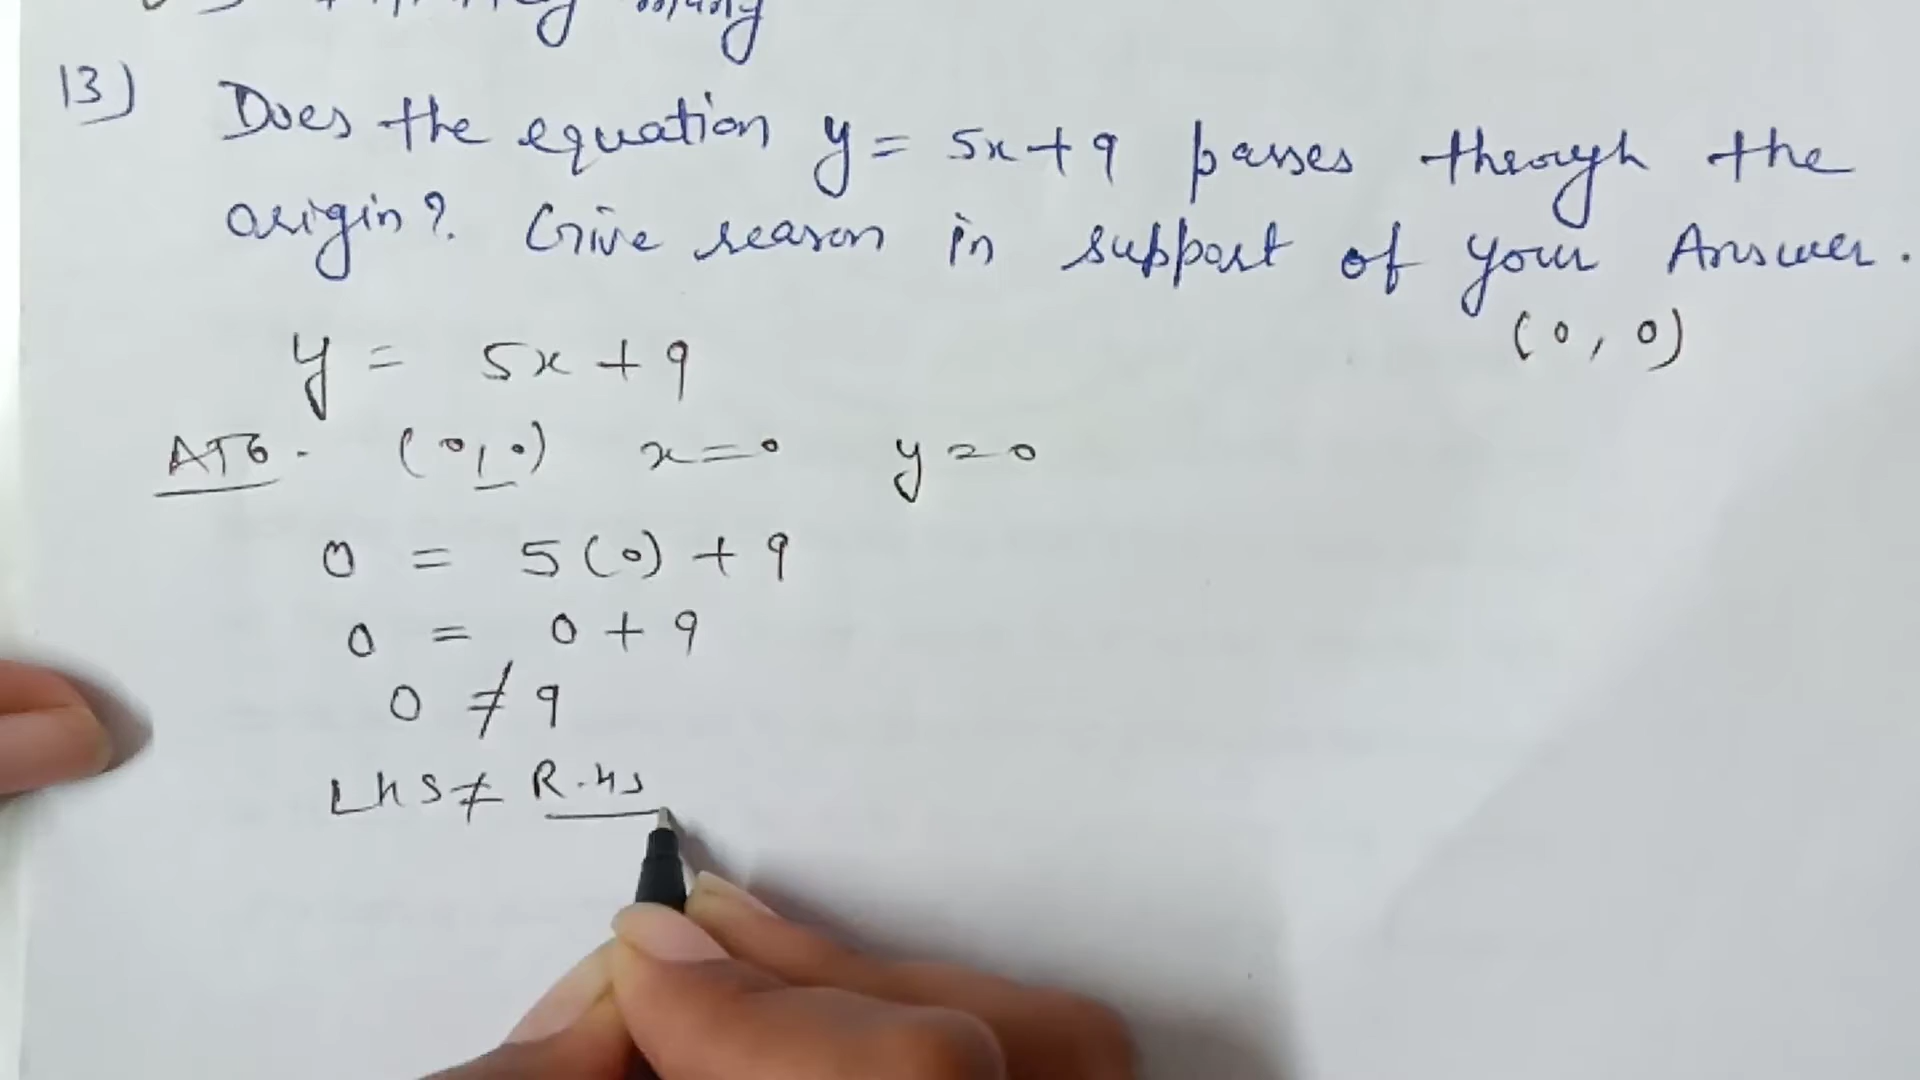 13) Does the equation y = 5x+9 passes through the
origin? Give reason in support of your Answer.
(0, 0)
y = 5x + 9
(0,0) x=0 y=0
0 = 5(0) + 9
0 = 0 + 9
0 ≠ 9
LHS ≠ R.HS